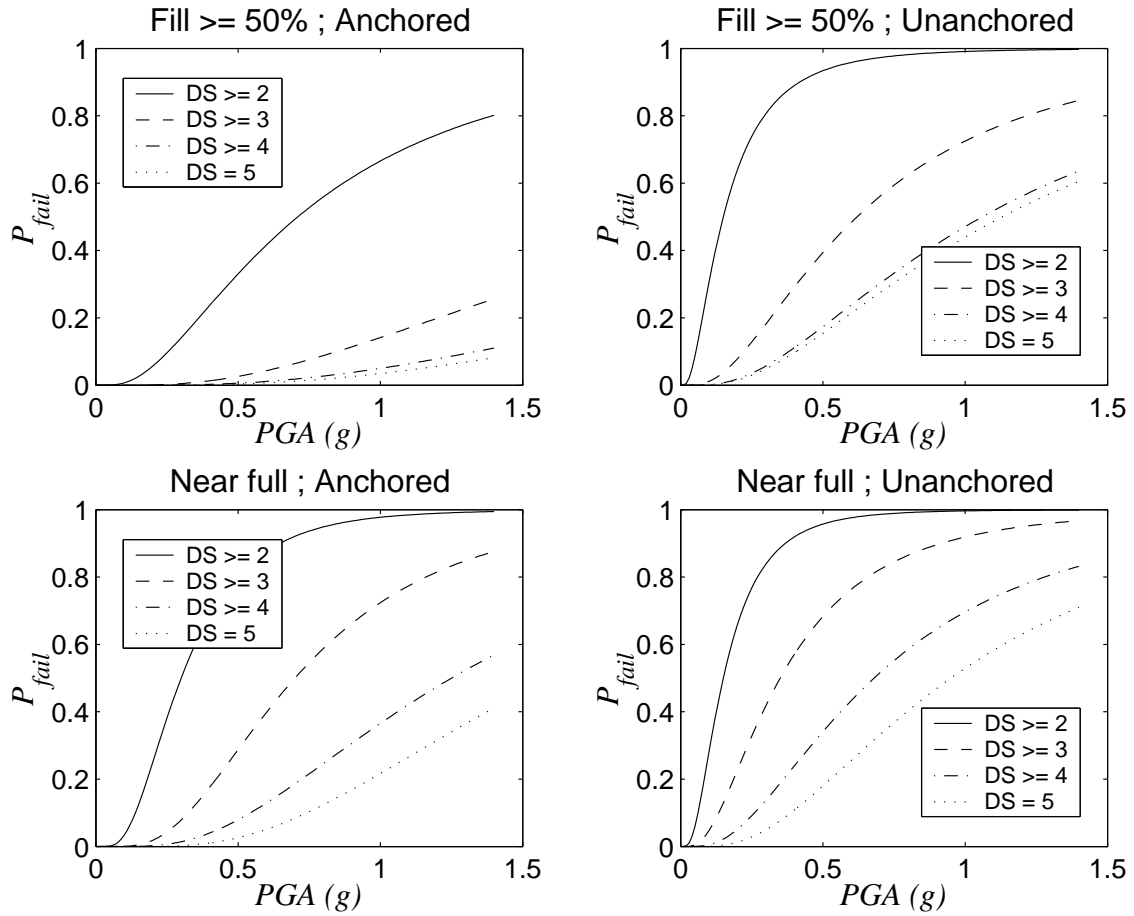 Fill >= 50% ; Anchored
1
0.8
0.6
0.4
0.2
0
P_fail
DS >= 2
DS >= 3
DS >= 4
DS = 5
0 0.5 1 1.5
PGA (g)
Fill >= 50% ; Unanchored
1
0.8
0.6
0.4
0.2
0
P_fail
DS >= 2
DS >= 3
DS >= 4
DS = 5
0 0.5 1 1.5
PGA (g)
Near full ; Anchored
1
0.8
0.6
0.4
0.2
0
P_fail
DS >= 2
DS >= 3
DS >= 4
DS = 5
0 0.5 1 1.5
PGA (g)
Near full ; Unanchored
1
0.8
0.6
0.4
0.2
0
P_fail
DS >= 2
DS >= 3
DS >= 4
DS = 5
0 0.5 1 1.5
PGA (g)